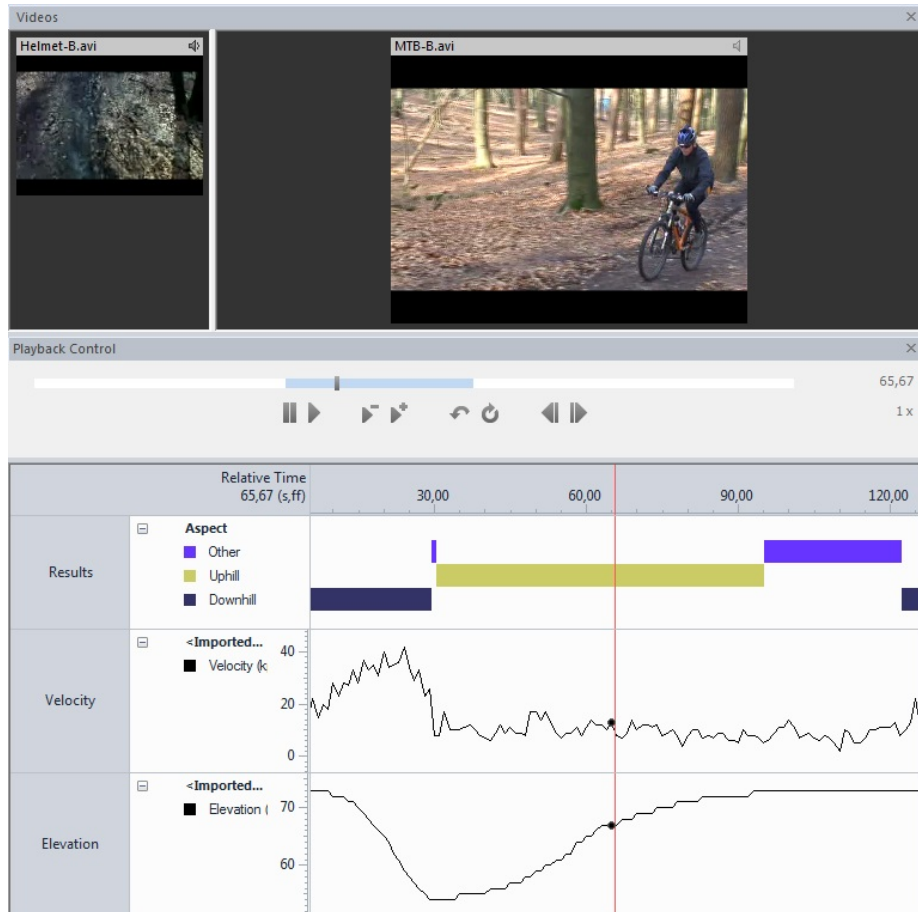 Videos
Helmet-B.avi
MTB-B.avi
Playback Control
65,67
1 x
Relative Time
65,67 (s,ff)
30,00 60,00 90,00 120,00
Results
Aspect
Other
Uphill
Downhill
Velocity
<Imported...
Velocity (k
40
20
0
Elevation
<Imported...
Elevation (
70
60